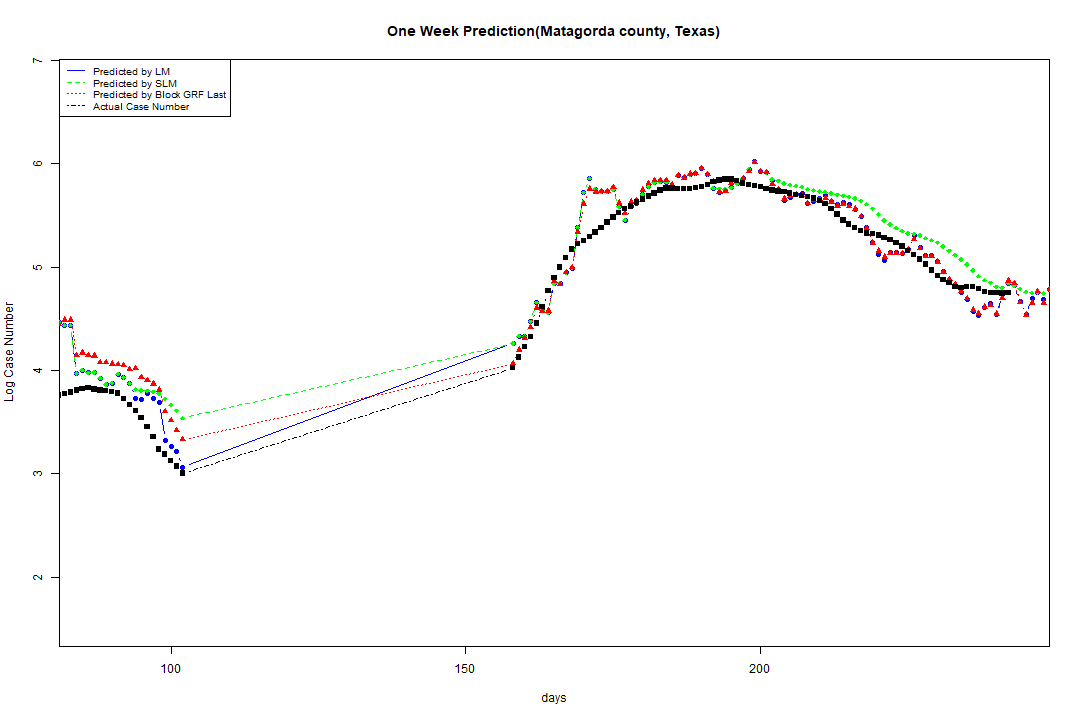 One Week Prediction(Matagorda county, Texas)
Predicted by LM
Predicted by SLM
Predicted by Block GRF Last
Actual Case Number
7
6
5
4
3
2
Log Case Number
100
150
200
days